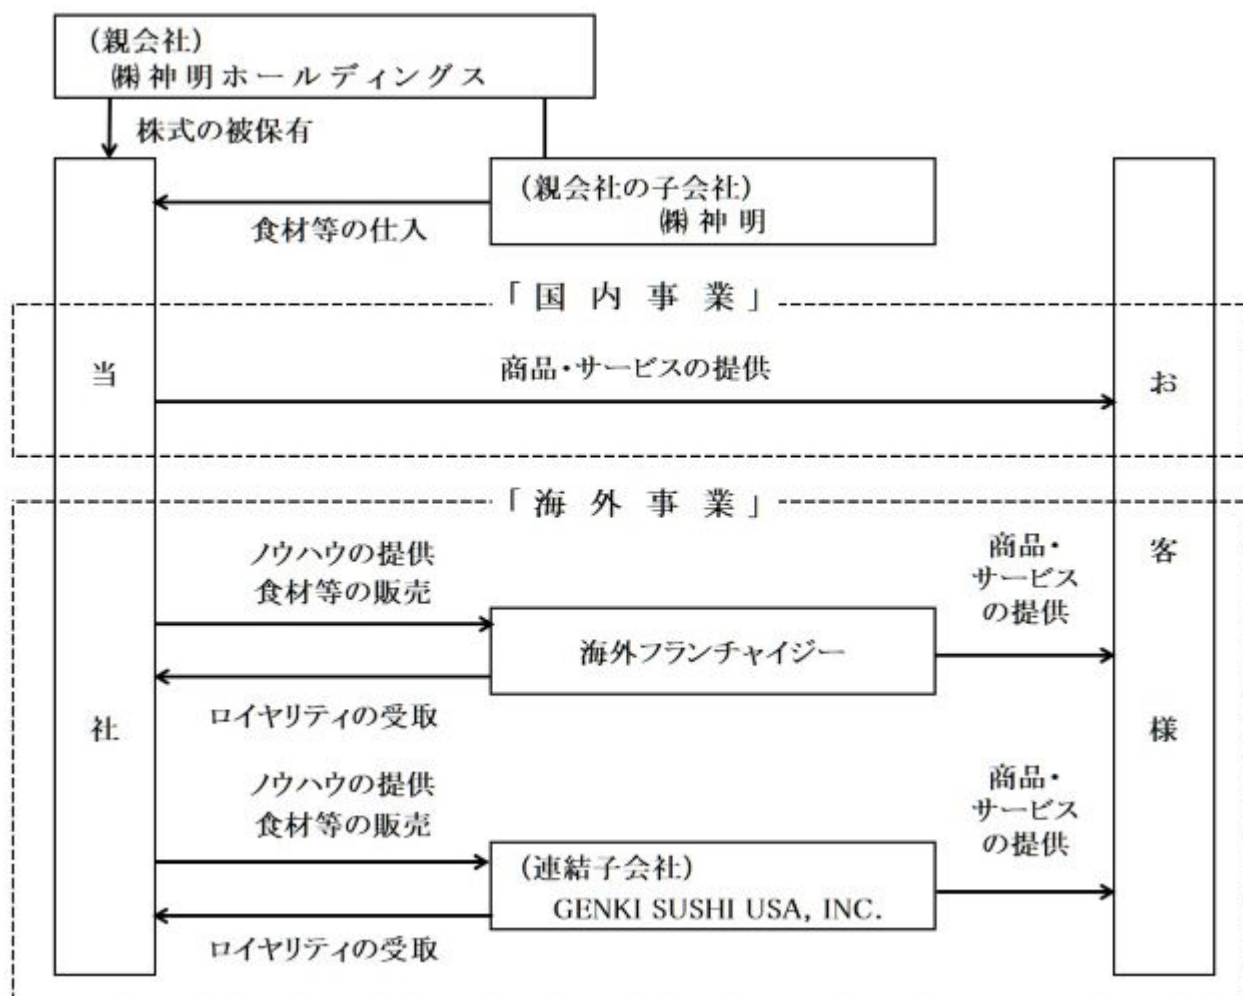 （親会社）
㈱神明ホールディングス
株式の被保有
（親会社の子会社）
㈱神明
食材等の仕入
「国内事業」
商品・サービスの提供
当
社
お
客
様
「海外事業」
ノウハウの提供
食材等の販売
海外フランチャイジー
ロイヤリティの受取
商品・
サービス
の提供
ノウハウの提供
食材等の販売
（連結子会社）
GENKI SUSHI USA, INC.
ロイヤリティの受取
商品・
サービス
の提供